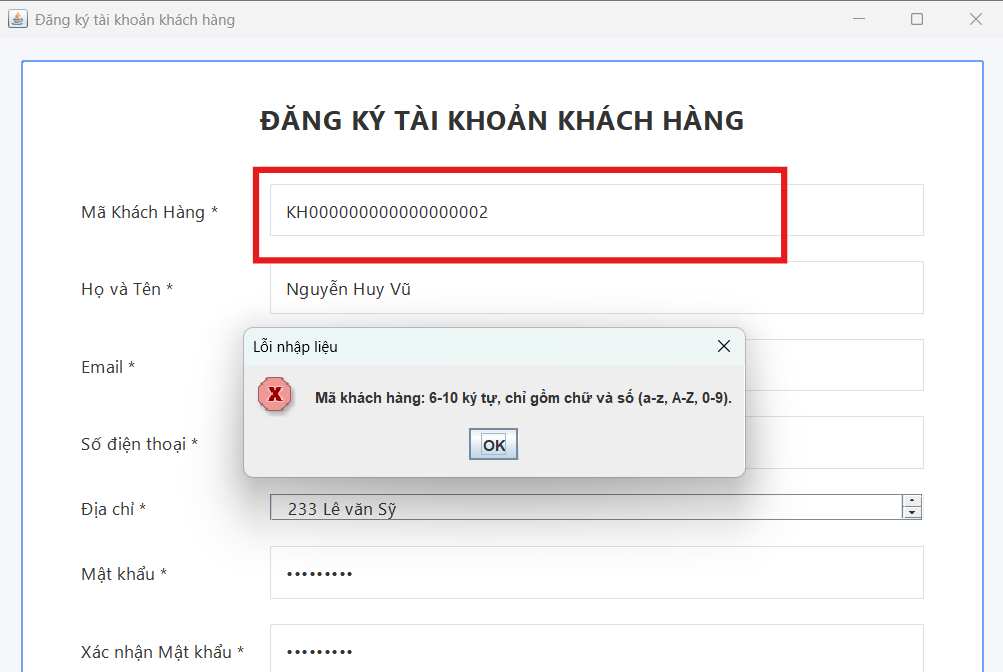 Đăng ký tài khoản khách hàng
ĐĂNG KÝ TÀI KHOẢN KHÁCH HÀNG
Mã Khách Hàng * KH000000000000000002
Họ và Tên * Nguyễn Huy Vũ
Lỗi nhập liệu
Email *
Mã khách hàng: 6-10 ký tự, chỉ gồm chữ và số (a-z, A-Z, 0-9).
Số điện thoại * OK
Địa chỉ * 233 Lê văn Sỹ
Mật khẩu * •••••••••
Xác nhận Mật khẩu * •••••••••